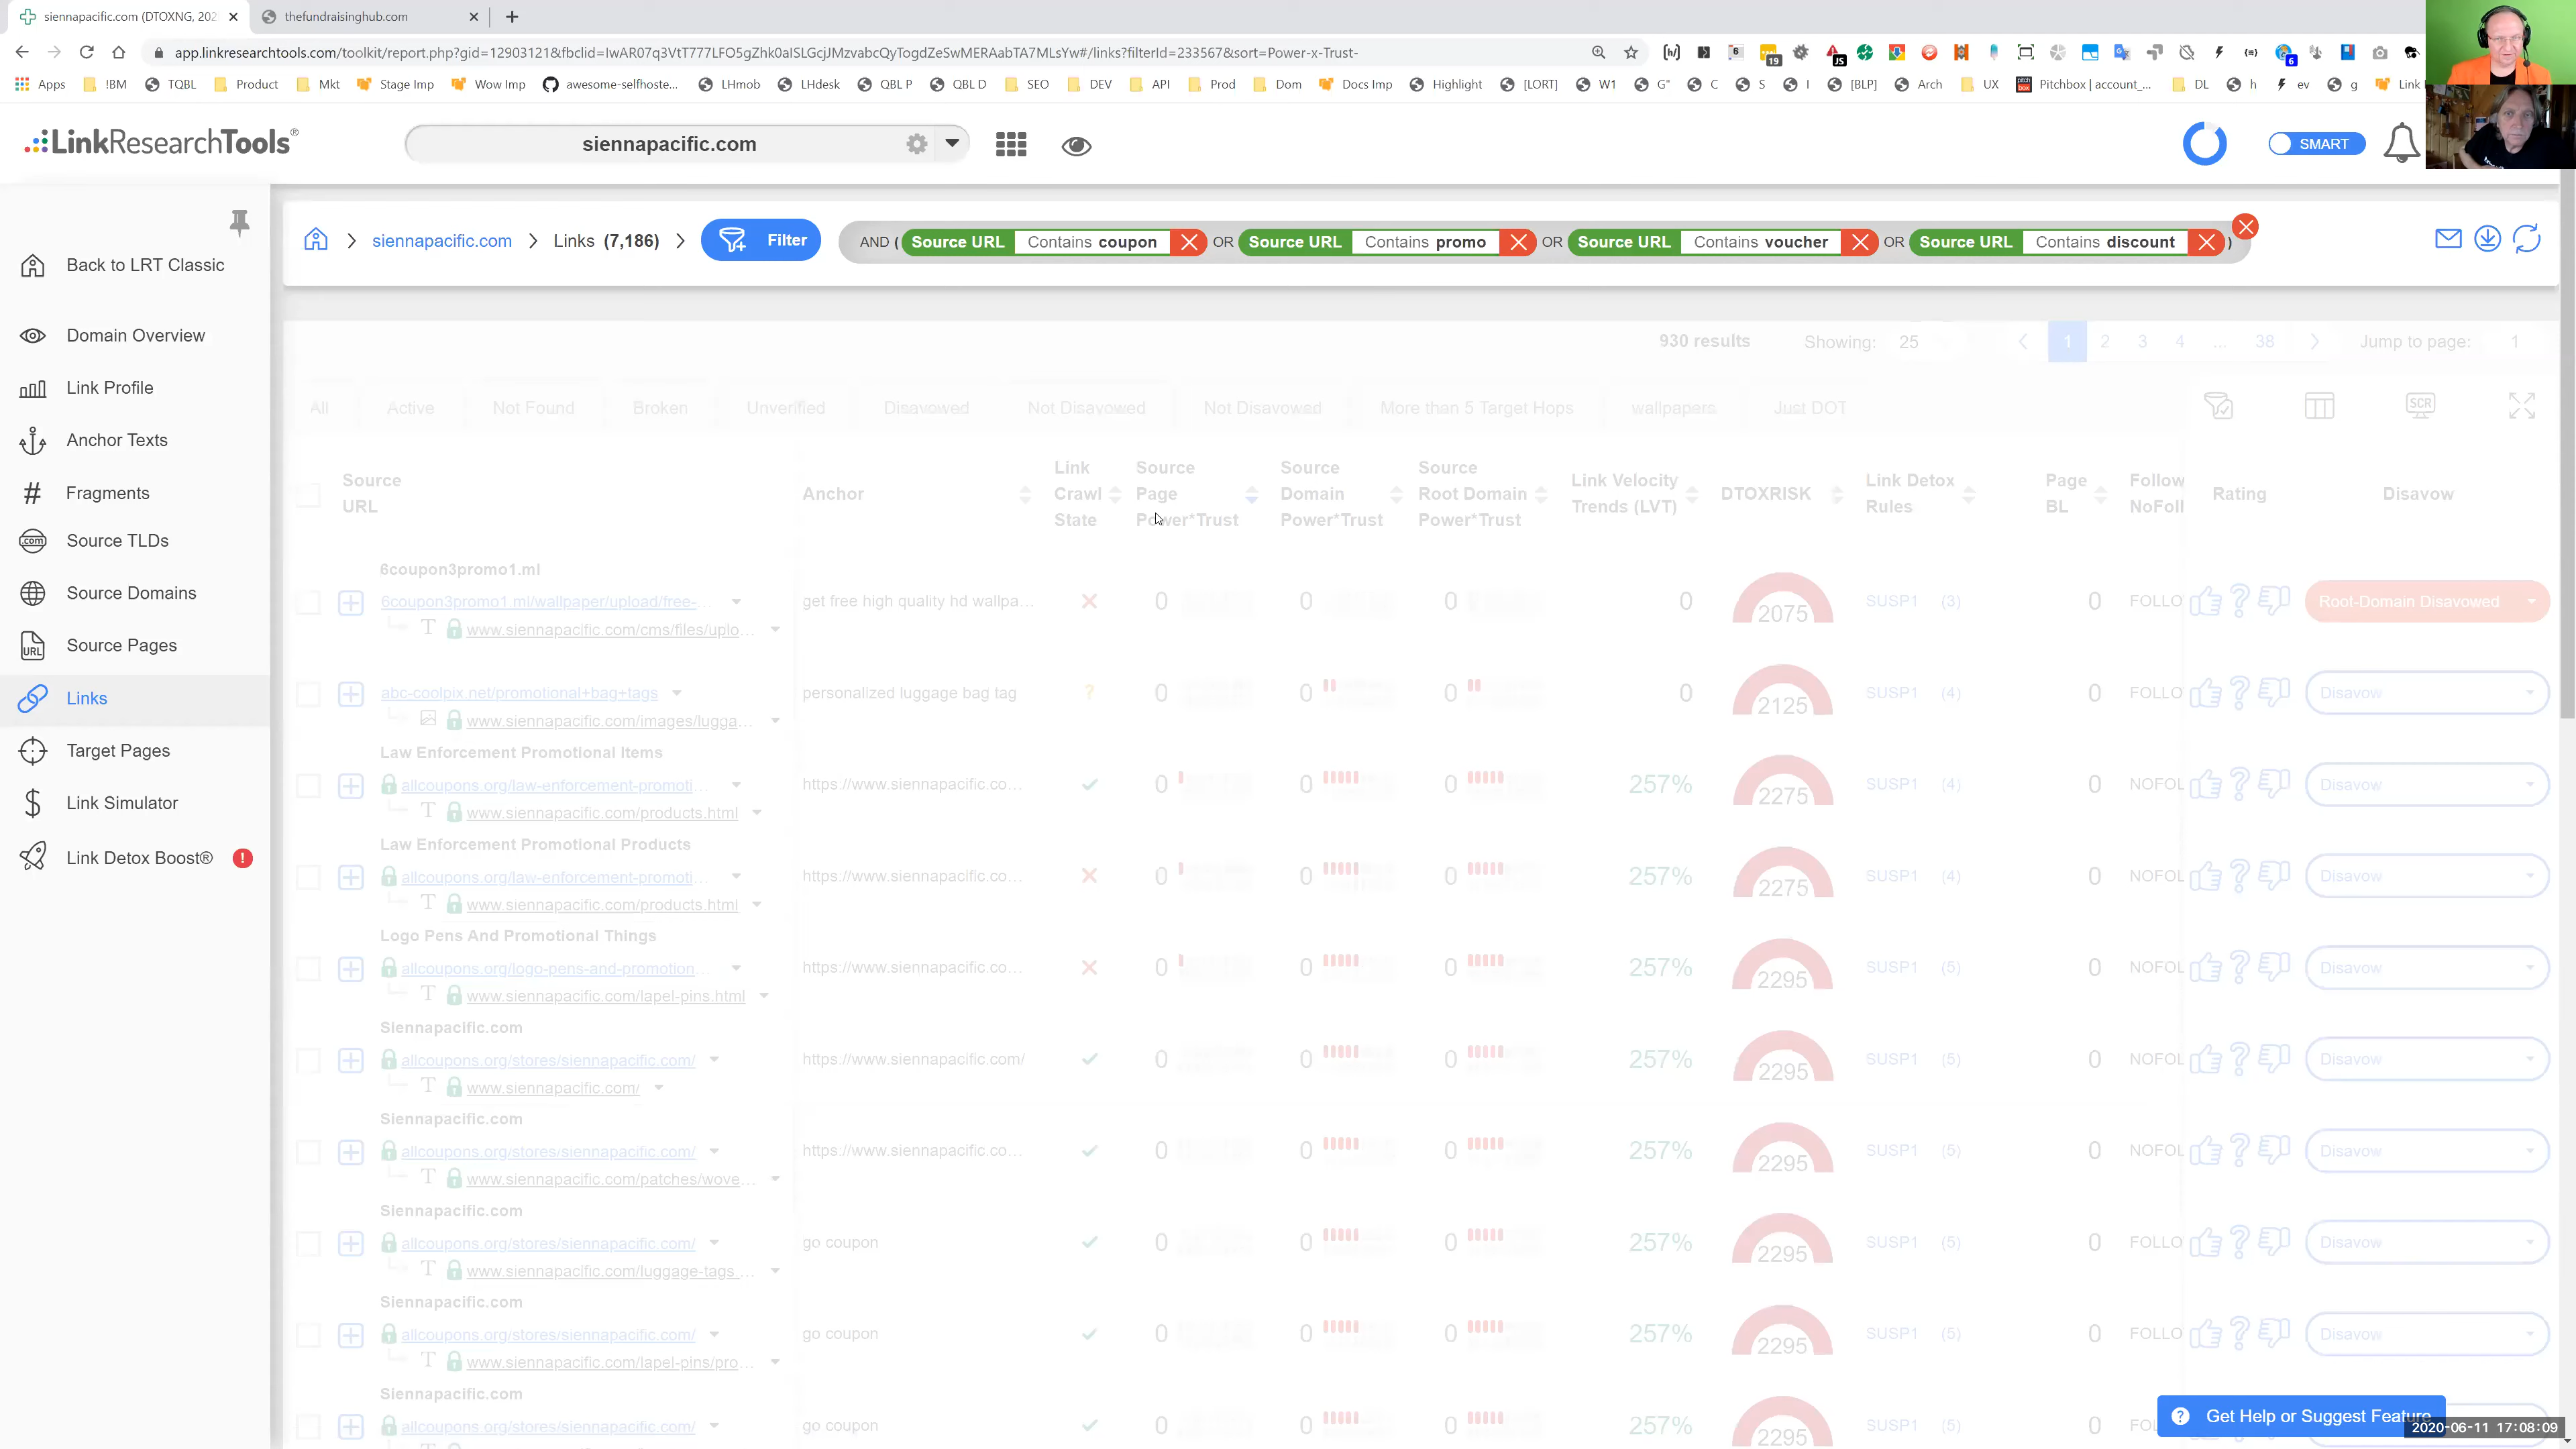 siennapacific.com (DTOXNG, 202
thefundraisinghub.com
app.linkresearchtools.com/toolkit/report.php?gid=12903121&fbclid=IwAR07q3VtT777LFO5gZhk0aISLGcjJMzvabcQyTogdZeSwMERAabTA7MLsYw#/links?filterId=233567&sort=Power-x-Trust-
Apps !BM TQBL Product Mkt Stage Imp Wow Imp awesome-selfhoste... LHmob LHdesk QBL P QBL D SEO DEV API Prod Dom Docs Imp Highlight [LORT] W1 G" C S I [BLP] Arch UX Pitchbox | account_... DL h ev g Link
LinkResearchTools®
siennapacific.com
SMART
siennapacific.com
Links (7,186)
Filter
AND ( Source URL Contains coupon OR Source URL Contains promo OR Source URL Contains voucher OR Source URL Contains discount )
Back to LRT Classic
Domain Overview
Link Profile
Anchor Texts
Fragments
Source TLDs
Source Domains
Source Pages
Links
Target Pages
Link Simulator
Link Detox Boost®
930 results Showing: 25 1 2 3 4 ... 38 Jump to page: 1
All Active Not Found Broken Unverified Disavowed Not Disavowed Not Disavowed More than 5 Target Hops wallpapers Just DOT
SCR
Source URL
Anchor
Link Crawl State
Source Page Power*Trust
Source Domain Power*Trust
Source Root Domain Power*Trust
Link Velocity Trends (LVT)
DTOXRISK
Link Detox Rules
Page BL
Follow NoFoll
Rating
Disavow
6coupon3promo1.ml
6coupon3promo1.ml/wallpaper/upload/free-... get free high quality hd wallpa... 0 0 0 0 2075 SUSP1 (3) 0 FOLLO Root-Domain Disavowed
T www.siennapacific.com/cms/files/uplo...
abc-coolpix.net/promotional+bag+tags personalized luggage bag tag ? 0 0 0 0 2125 SUSP1 (4) 0 FOLLO Disavow
www.siennapacific.com/images/lugga...
Law Enforcement Promotional Items
allcoupons.org/law-enforcement-promoti... https://www.siennapacific.co... 0 0 0 257% 2275 SUSP1 (4) 0 NOFOL Disavow
T www.siennapacific.com/products.html
Law Enforcement Promotional Products
allcoupons.org/law-enforcement-promoti... https://www.siennapacific.co... 0 0 0 257% 2275 SUSP1 (4) 0 NOFOL Disavow
T www.siennapacific.com/products.html
Logo Pens And Promotional Things
allcoupons.org/logo-pens-and-promotion... https://www.siennapacific.co... 0 0 0 257% 2295 SUSP1 (5) 0 NOFOL Disavow
T www.siennapacific.com/lapel-pins.html
Siennapacific.com
allcoupons.org/stores/siennapacific.com/ https://www.siennapacific.com/ 0 0 0 257% 2295 SUSP1 (5) 0 NOFOL Disavow
T www.siennapacific.com/
Siennapacific.com
allcoupons.org/stores/siennapacific.com/ https://www.siennapacific.co... 0 0 0 257% 2295 SUSP1 (5) 0 NOFOL Disavow
T www.siennapacific.com/patches/wove...
Siennapacific.com
allcoupons.org/stores/siennapacific.com/ go coupon 0 0 0 257% 2295 SUSP1 (5) 0 FOLLO Disavow
T www.siennapacific.com/luggage-tags...
Siennapacific.com
allcoupons.org/stores/siennapacific.com/ go coupon 0 0 0 257% 2295 SUSP1 (5) 0 FOLLO Disavow
T www.siennapacific.com/lapel-pins/pro...
Siennapacific.com
allcoupons.org/stores/siennapacific.com/ go coupon 0 0 0 257% 2295 SUSP1 (5) 0
Get Help or Suggest Feature
2020-06-11 17:08:09